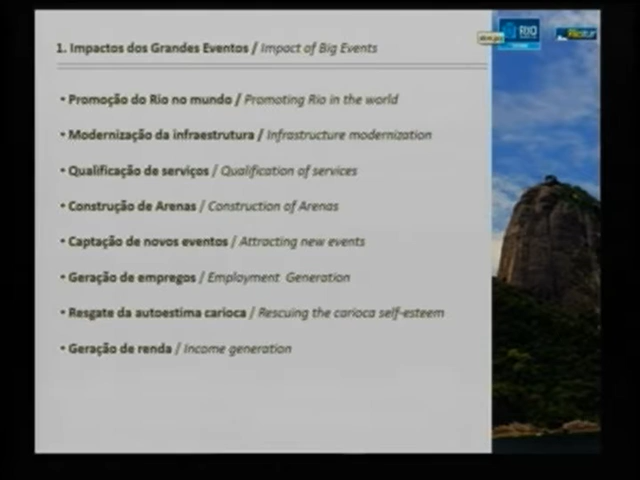 1. Impactos dos Grandes Eventos / Impact of Big Events
• Promoção do Rio no mundo / Promoting Rio in the world
• Modernização da infraestrutura / Infrastructure modernization
• Qualificação de serviços / Qualification of services
• Construção de Arenas / Construction of Arenas
• Captação de novos eventos / Attracting new events
• Geração de empregos / Employment Generation
• Resgate da autoestima carioca / Rescuing the carioca self-esteem
• Geração de renda / Income generation
RIO
Riotur